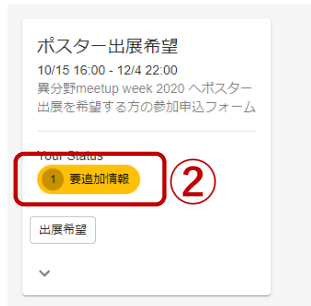 ポスター出展希望
10/15 16:00 - 12/4 22:00
異分野meetup week 2020 へポスター
出展を希望する方の参加申込フォーム
Your Status
1 要追加情報
②
出展希望